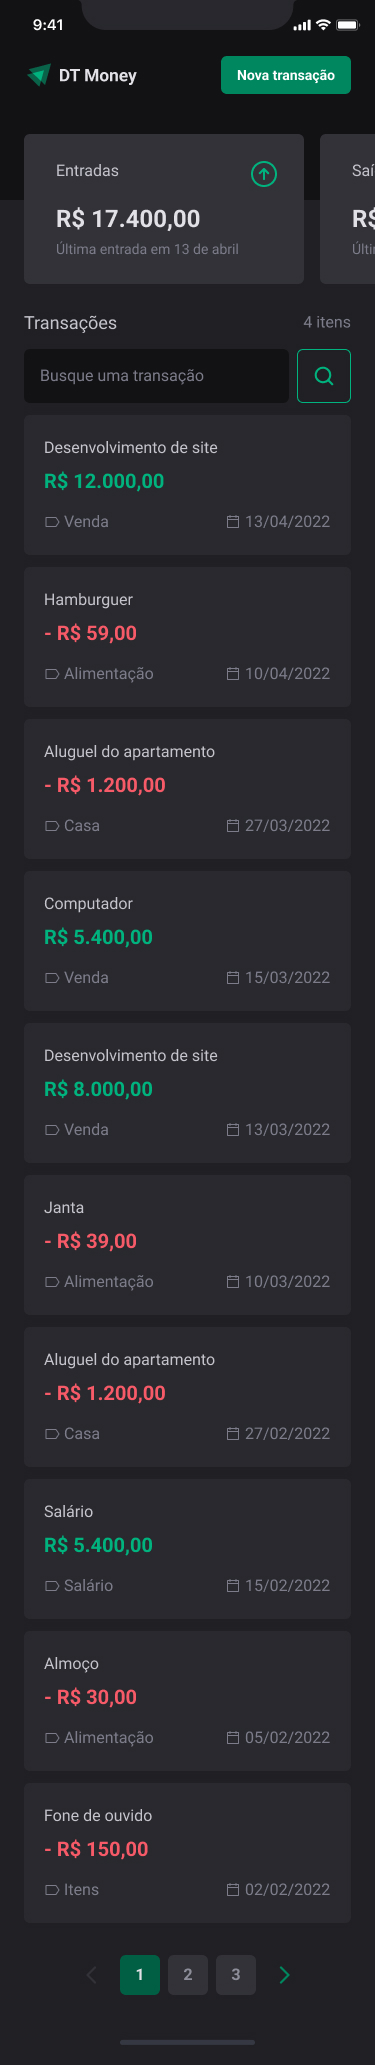 9:41
DT Money
Nova transação
Entradas
R$ 17.400,00
Última entrada em 13 de abril
Transações
4 itens
Busque uma transação
Desenvolvimento de site
R$ 12.000,00
Venda
13/04/2022
Hamburguer
- R$ 59,00
Alimentação
10/04/2022
Aluguel do apartamento
- R$ 1.200,00
Casa
27/03/2022
Computador
R$ 5.400,00
Venda
15/03/2022
Desenvolvimento de site
R$ 8.000,00
Venda
13/03/2022
Janta
- R$ 39,00
Alimentação
10/03/2022
Aluguel do apartamento
- R$ 1.200,00
Casa
27/02/2022
Salário
R$ 5.400,00
Salário
15/02/2022
Almoço
- R$ 30,00
Alimentação
05/02/2022
Fone de ouvido
- R$ 150,00
Itens
02/02/2022
1 2 3